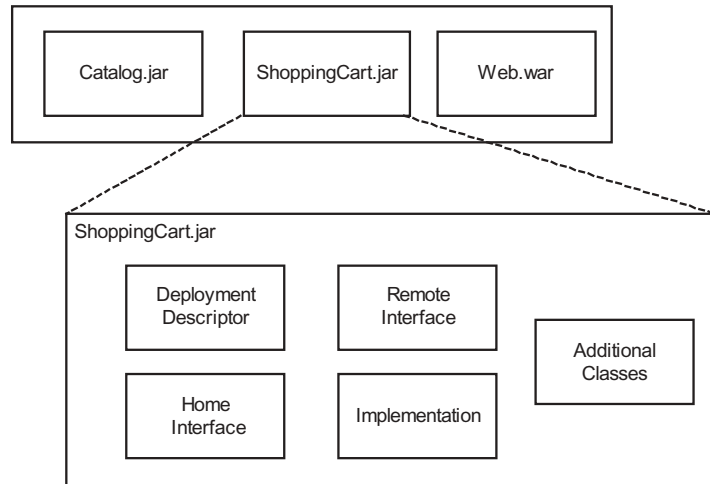 Catalog.jar
ShoppingCart.jar
Web.war
ShoppingCart.jar
Deployment
Descriptor
Remote
Interface
Additional
Classes
Home
Interface
Implementation